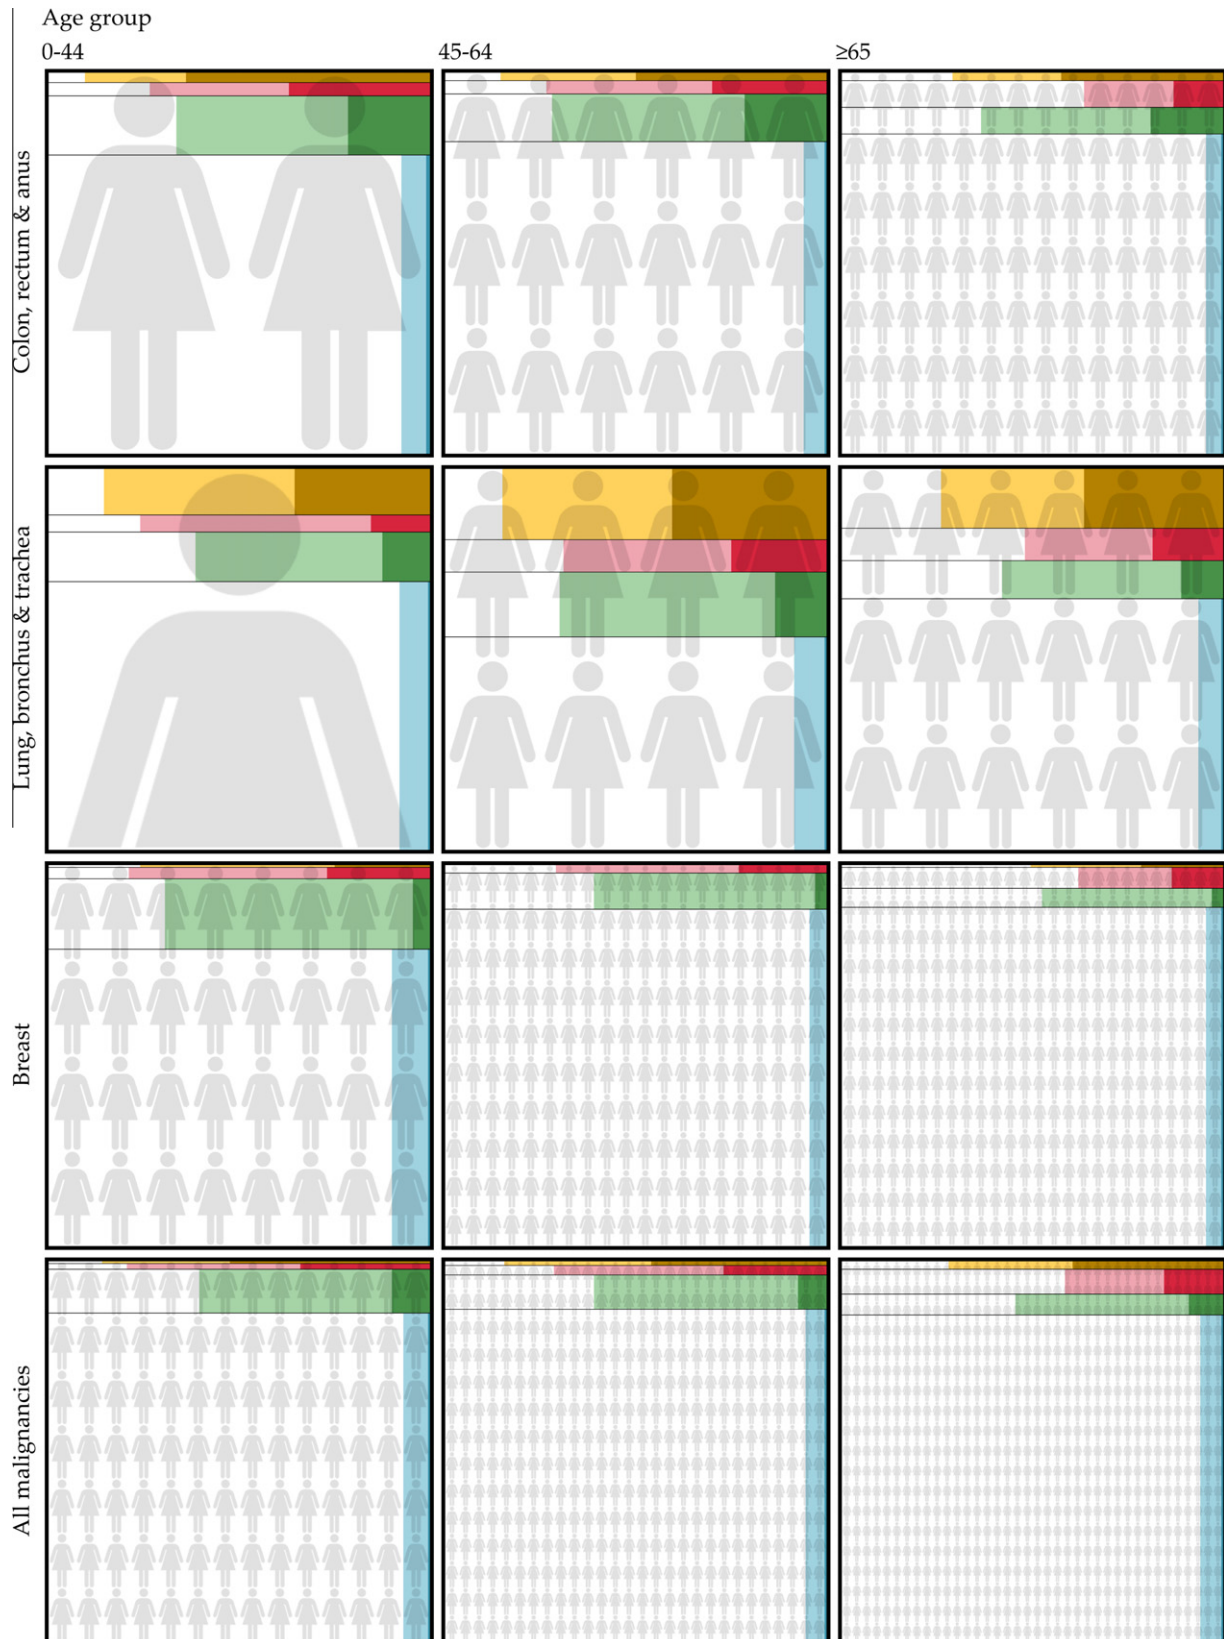 Age group
0-44
45-64
≥65
Colon, rectum & anus
Lung, bronchus & trachea
Breast
All malignancies